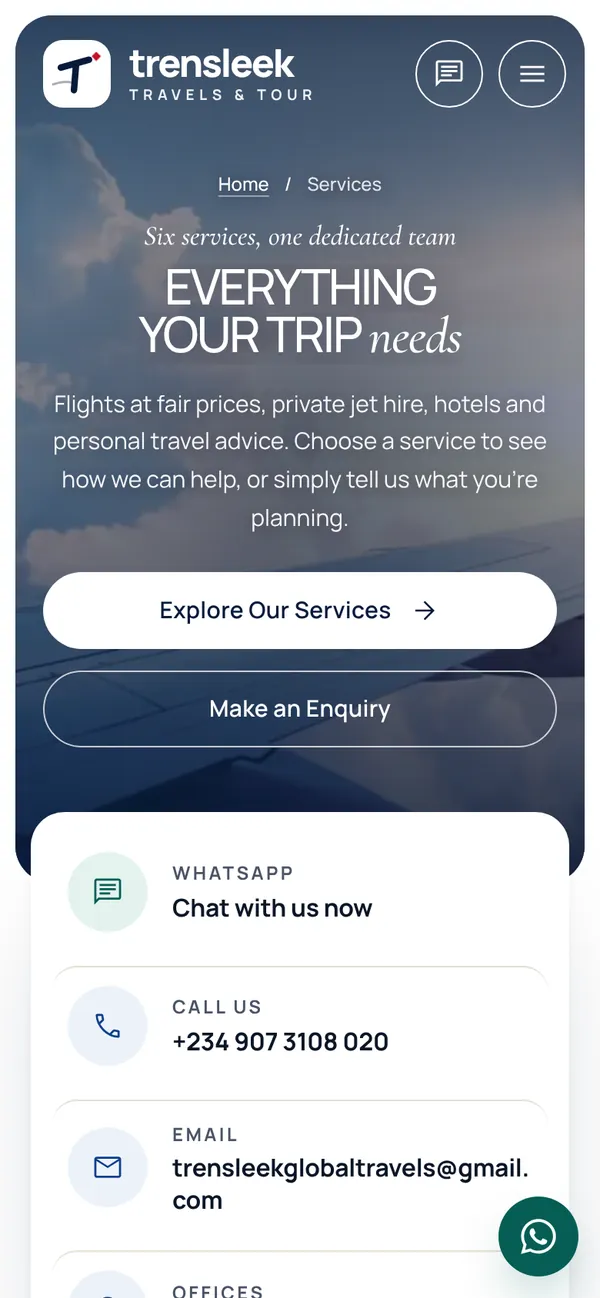 trensleek
TRAVELS & TOUR
Home / Services
Six services, one dedicated team
EVERYTHING
YOUR TRIP needs
Flights at fair prices, private jet hire, hotels and
personal travel advice. Choose a service to see
how we can help, or simply tell us what you're
planning.
Explore Our Services →
Make an Enquiry
WHATSAPP
Chat with us now
CALL US
+234 907 3108 020
EMAIL
trensleekglobaltravels@gmail.
com
OFFICES